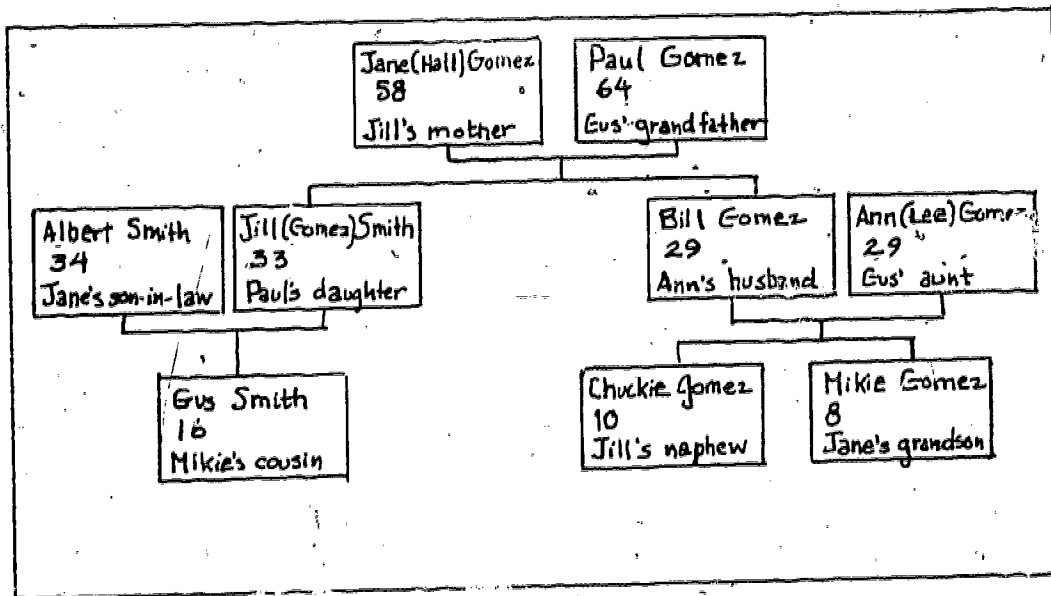 Jane(Hall)Gomez
58
Jill's mother
Paul Gomez
64
Gus' grandfather
Albert Smith
34
Jane's son-in-law
Jill(Gomez)Smith
33
Paul's daughter
Bill Gomez
29
Ann's husband
Ann(Lee)Gomez
29
Gus' aunt
Gus Smith
16
Mikie's cousin
Chuckie Gomez
10
Jill's naphew
Mikie Gomez
8
Jane's grandson